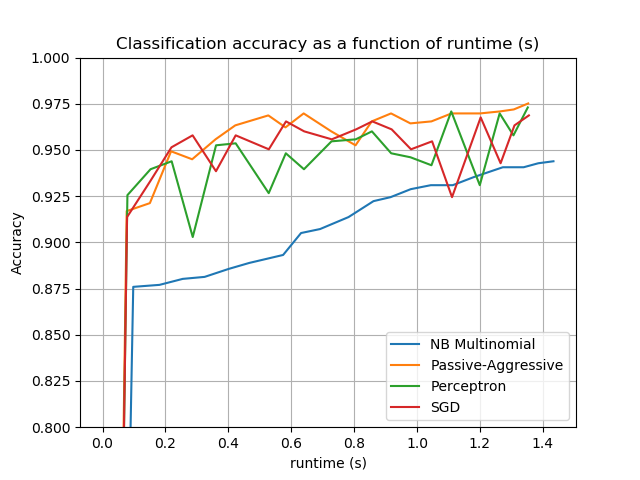 Classification accuracy as a function of runtime (s)
1.000
0.975
0.950
0.925
0.900
0.875
0.850
0.825
0.800
Accuracy
NB Multinomial
Passive-Aggressive
Perceptron
SGD
0.0 0.2 0.4 0.6 0.8 1.0 1.2 1.4
runtime (s)